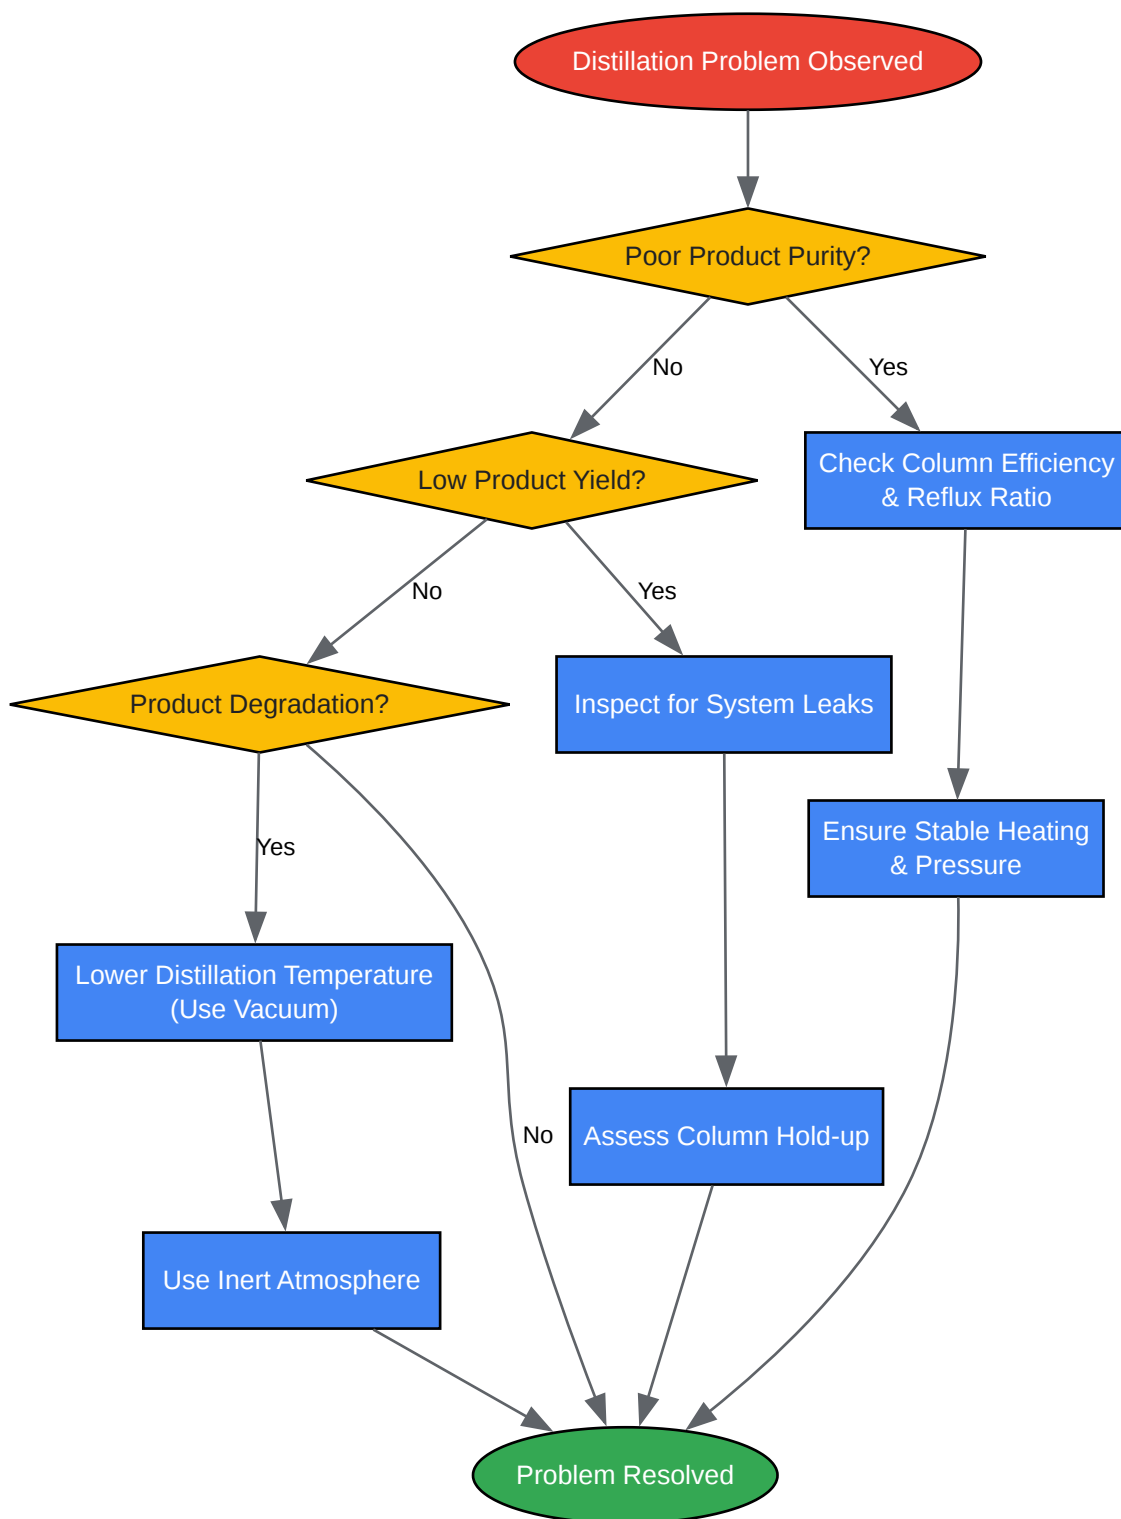 Distillation Problem Observed
Poor Product Purity?
No
Yes
Low Product Yield?
Check Column Efficiency
& Reflux Ratio
No
Yes
Product Degradation?
Inspect for System Leaks
Ensure Stable Heating
& Pressure
Yes
Lower Distillation Temperature
(Use Vacuum)
No
Assess Column Hold-up
Use Inert Atmosphere
Problem Resolved